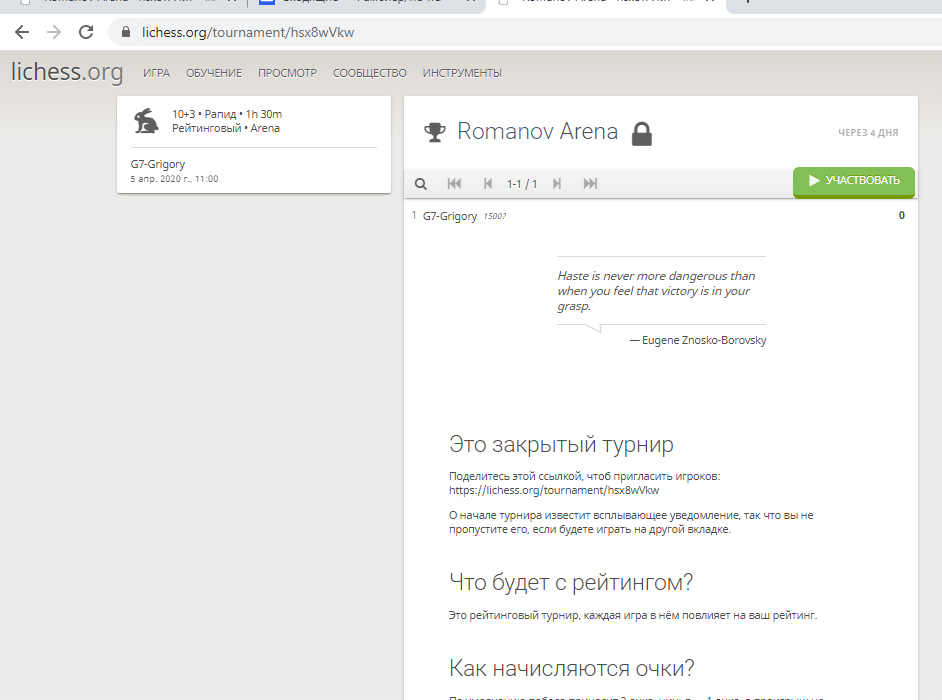 lichess.org/tournament/hsx8wVkw
lichess.org ИГРА ОБУЧЕНИЕ ПРОСМОТР СООБЩЕСТВО ИНСТРУМЕНТЫ
10+3 • Рапид • 1h 30m
Рейтинговый • Arena
G7-Grigory
5 апр. 2020 г., 11:00
Romanov Arena
ЧЕРЕЗ 4 ДНЯ
1-1 / 1
УЧАСТВОВАТЬ
1 G7-Grigory 1500? 0
Haste is never more dangerous than
when you feel that victory is in your
grasp.
— Eugene Znosko-Borovsky
Это закрытый турнир
Поделитесь этой ссылкой, чтоб пригласить игроков:
https://lichess.org/tournament/hsx8wVkw
О начале турнира известит всплывающее уведомление, так что вы не
пропустите его, если будете играть на другой вкладке.
Что будет с рейтингом?
Это рейтинговый турнир, каждая игра в нём повлияет на ваш рейтинг.
Как начисляются очки?